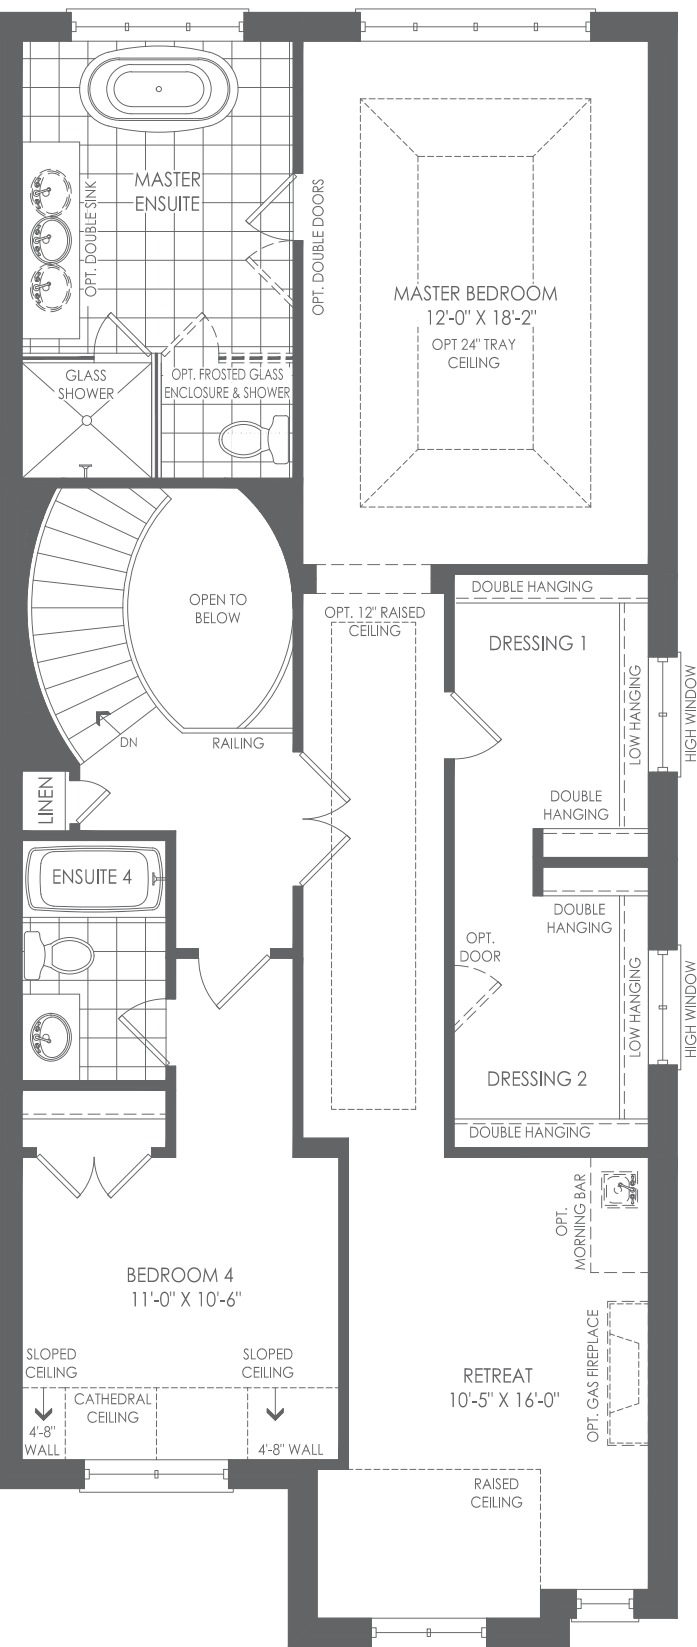 MASTER
ENSUITE
OPT. DOUBLE SINK
OPT. DOUBLE DOORS
MASTER BEDROOM
12'-0" X 18'-2"
OPT 24" TRAY
CEILING
GLASS
SHOWER
OPT. FROSTED GLASS
ENCLOSURE & SHOWER
OPEN TO
BELOW
OPT. 12" RAISED
CEILING
DOUBLE HANGING
DRESSING 1
LOW HANGING
HIGH WINDOW
DN
RAILING
LINEN
DOUBLE
HANGING
ENSUITE 4
DOUBLE
HANGING
OPT.
DOOR
LOW HANGING
HIGH WINDOW
DRESSING 2
DOUBLE HANGING
OPT.
MORNING BAR
BEDROOM 4
11'-0" X 10'-6"
SLOPED
CEILING
SLOPED
CEILING
CATHEDRAL
CEILING
4'-8"
WALL
4'-8" WALL
RETREAT
10'-5" X 16'-0"
OPT. GAS FIREPLACE
RAISED
CEILING